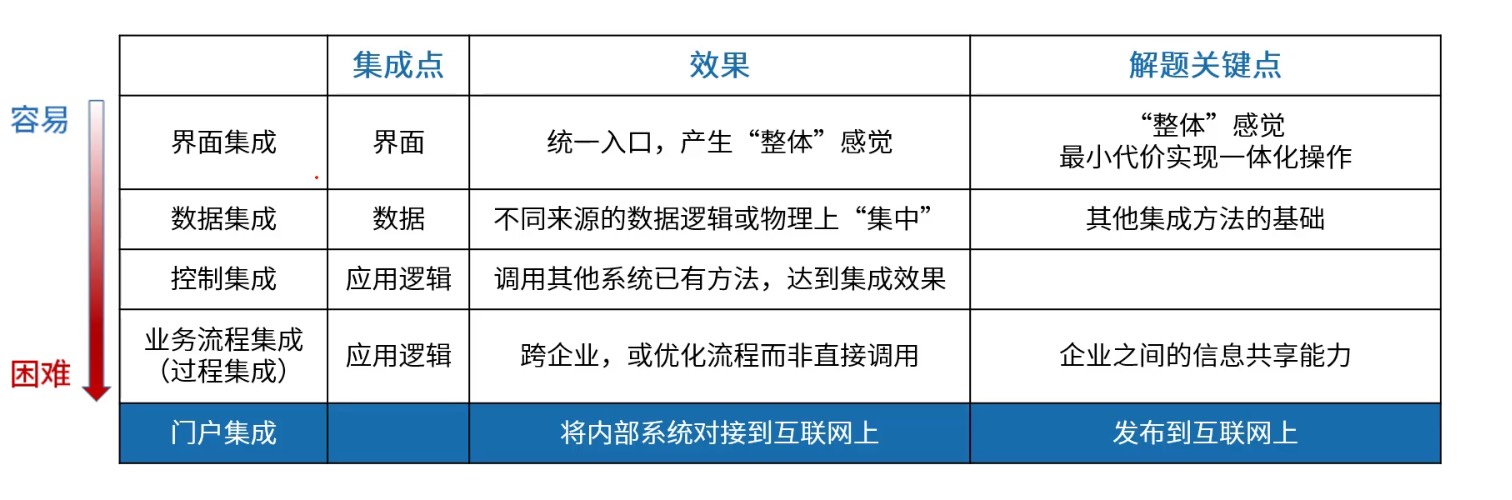 集成点 效果 解题关键点
容易
界面集成 界面 统一入口，产生“整体”感觉 “整体”感觉
最小代价实现一体化操作
数据集成 数据 不同来源的数据逻辑或物理上“集中” 其他集成方法的基础
控制集成 应用逻辑 调用其他系统已有方法，达到集成效果
业务流程集成
（过程集成） 应用逻辑 跨企业，或优化流程而非直接调用 企业之间的信息共享能力
困难
门户集成 将内部系统对接到互联网上 发布到互联网上